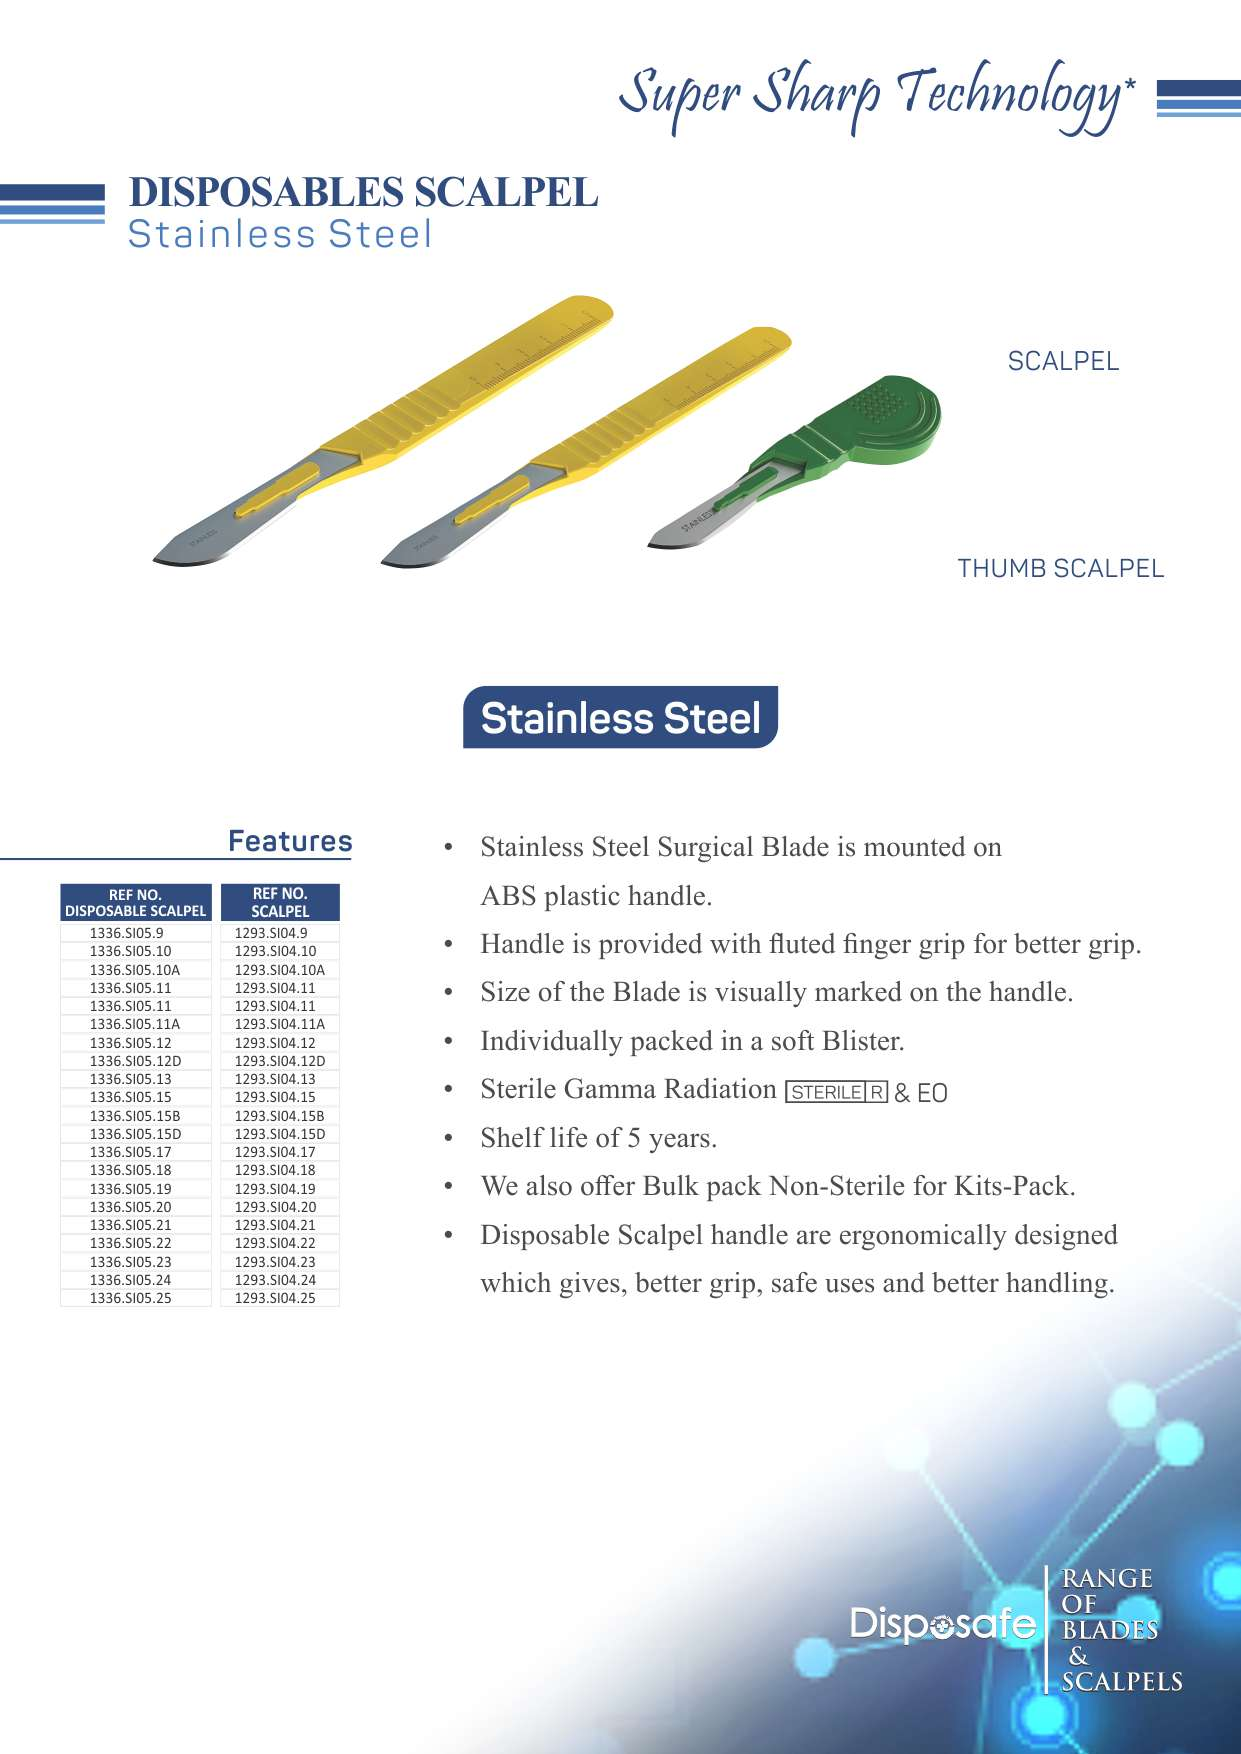 Super Sharp Technology*
DISPOSABLES SCALPEL
Stainless Steel
SCALPEL
STAINLESS
STAINLESS
STAINLESS
THUMB SCALPEL
Stainless Steel
Features
REF NO. DISPOSABLE SCALPEL REF NO. SCALPEL
1336.SI05.9 1293.SI04.9
1336.SI05.10 1293.SI04.10
1336.SI05.10A 1293.SI04.10A
1336.SI05.11 1293.SI04.11
1336.SI05.11 1293.SI04.11
1336.SI05.11A 1293.SI04.11A
1336.SI05.12 1293.SI04.12
1336.SI05.12D 1293.SI04.12D
1336.SI05.13 1293.SI04.13
1336.SI05.15 1293.SI04.15
1336.SI05.15B 1293.SI04.15B
1336.SI05.15D 1293.SI04.15D
1336.SI05.17 1293.SI04.17
1336.SI05.18 1293.SI04.18
1336.SI05.19 1293.SI04.19
1336.SI05.20 1293.SI04.20
1336.SI05.21 1293.SI04.21
1336.SI05.22 1293.SI04.22
1336.SI05.23 1293.SI04.23
1336.SI05.24 1293.SI04.24
1336.SI05.25 1293.SI04.25
• Stainless Steel Surgical Blade is mounted on
ABS plastic handle.
• Handle is provided with fluted finger grip for better grip.
• Size of the Blade is visually marked on the handle.
• Individually packed in a soft Blister.
• Sterile Gamma Radiation STERILE R & EO
• Shelf life of 5 years.
• We also offer Bulk pack Non-Sterile for Kits-Pack.
• Disposable Scalpel handle are ergonomically designed
which gives, better grip, safe uses and better handling.
Disposafe
RANGE
OF
BLADES
&
SCALPELS